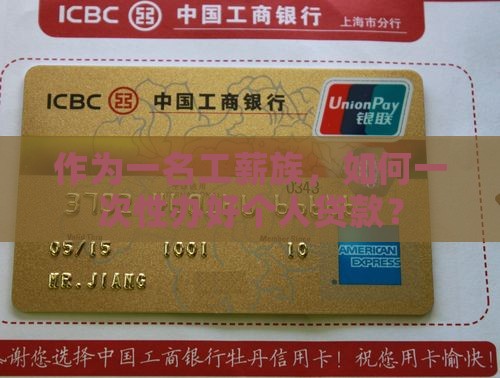 ICBC 中国工商银行 上海市分行
ICBC 中国工商银行
UnionPay
银联
作为一名工薪族，如何一
次性办好个人贷款？
0343
05/15 1001 10
MR.JIANG
AMERICAN
EXPRESS
谢您选择中国工商银行牡丹信用卡！祝您用卡愉快！